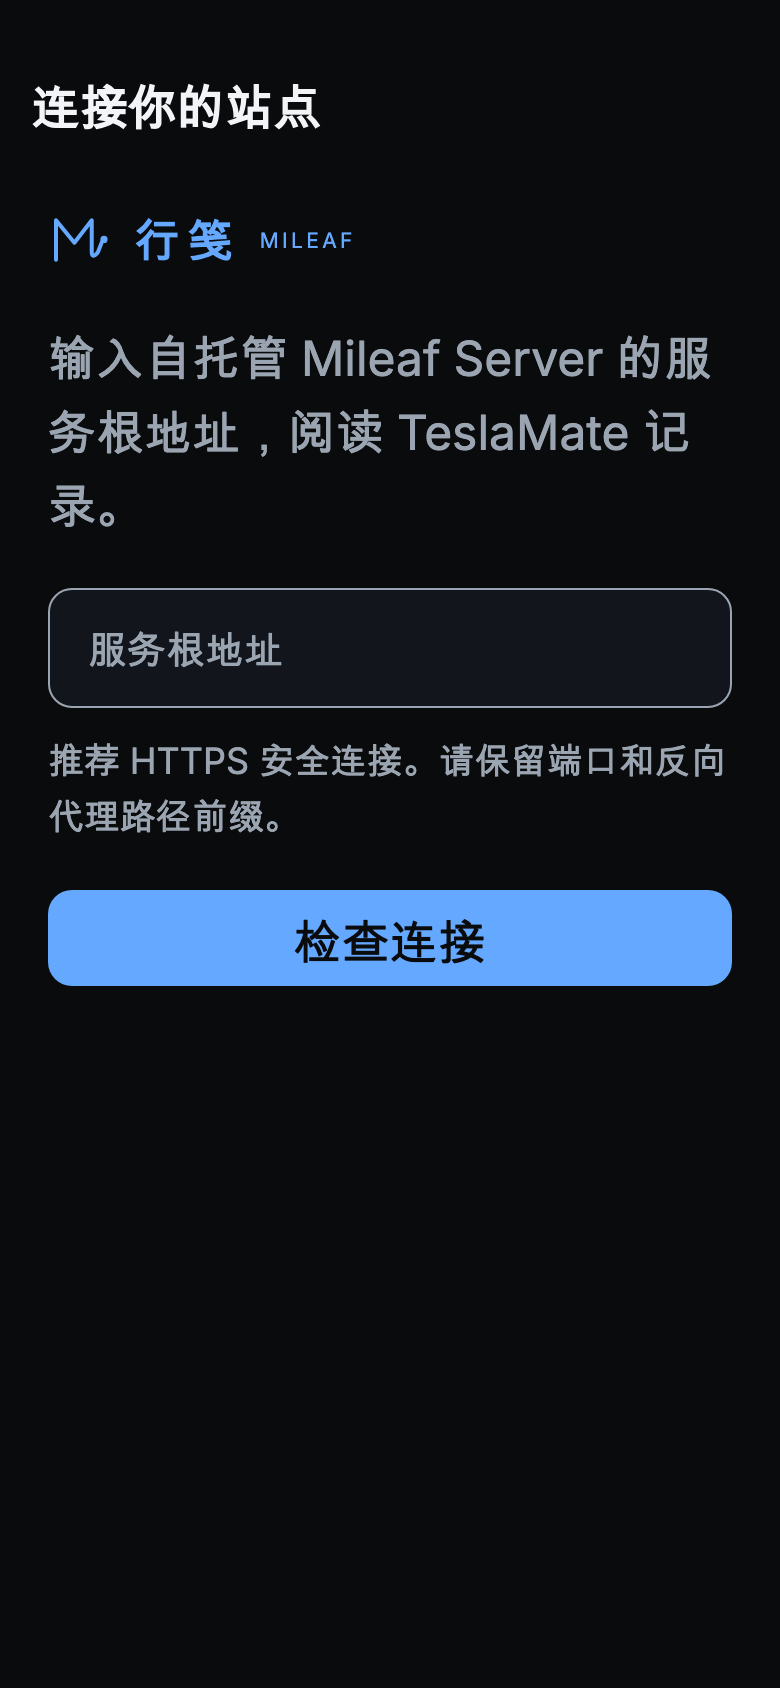 连接你的站点
行笺 MILEAF
输入自托管 Mileaf Server 的服
务根地址，阅读 TeslaMate 记
录。
服务根地址
推荐 HTTPS 安全连接。请保留端口和反向
代理路径前缀。
检查连接